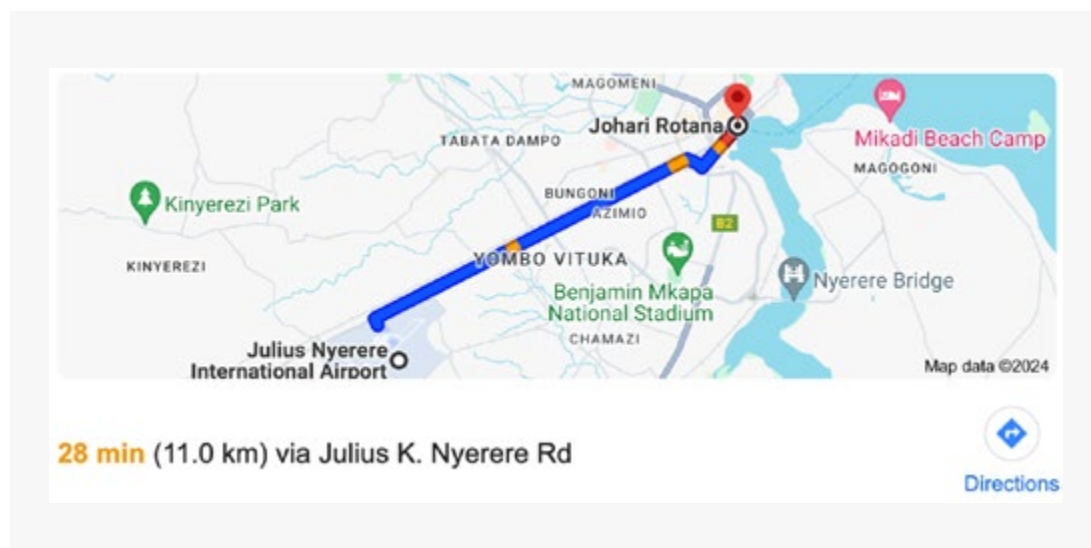 MAGOMENI
Johari Rotana
TABATA DAMPO
Mikadi Beach Camp
MAGOGONI
Kinyerezi Park
BUNGONI
AZIMIO
B2
KINYEREZI
YOMBO VITUKA
Nyerere Bridge
Benjamin Mkapa
National Stadium
CHAMAZI
Julius Nyerere
International Airport
Map data ©2024
28 min (11.0 km) via Julius K. Nyerere Rd
Directions